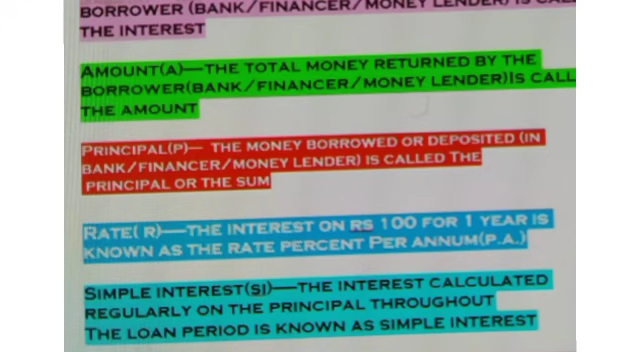 BORROWER (BANK/FINANCER/MONEY LENDER) IS
THE INTEREST
AMOUNT(A)—THE TOTAL MONEY RETURNED BY THE
BORROWER(BANK/FINANCER/MONEY LENDER)IS
THE AMOUNT
PRINCIPAL(P)— THE MONEY BORROWED OR DEPOSITED (IN
BANK/FINANCER/MONEY LENDER) IS CALLED THE
PRINCIPAL OR THE SUM
RATE( R)—THE INTEREST ON RS 100 FOR 1 YEAR IS
KNOWN AS THE RATE PERCENT PER ANNUM(P.A.)
SIMPLE INTEREST(SI)—THE INTEREST CALCULATED
REGULARLY ON THE PRINCIPAL THROUGHOUT
THE LOAN PERIOD IS KNOWN AS SIMPLE INTEREST